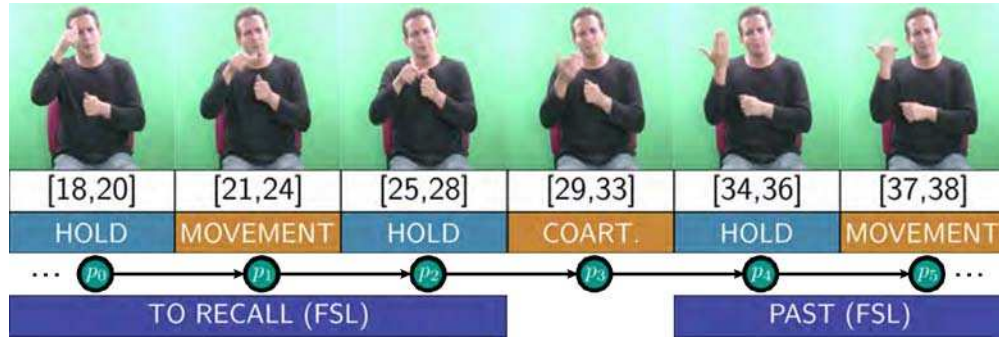 [18,20] [21,24] [25,28] [29,33] [34,36] [37,38]
HOLD MOVEMENT HOLD COART. HOLD MOVEMENT
... p0 p1 p2 p3 p4 p5 ...
TO RECALL (FSL) PAST (FSL)